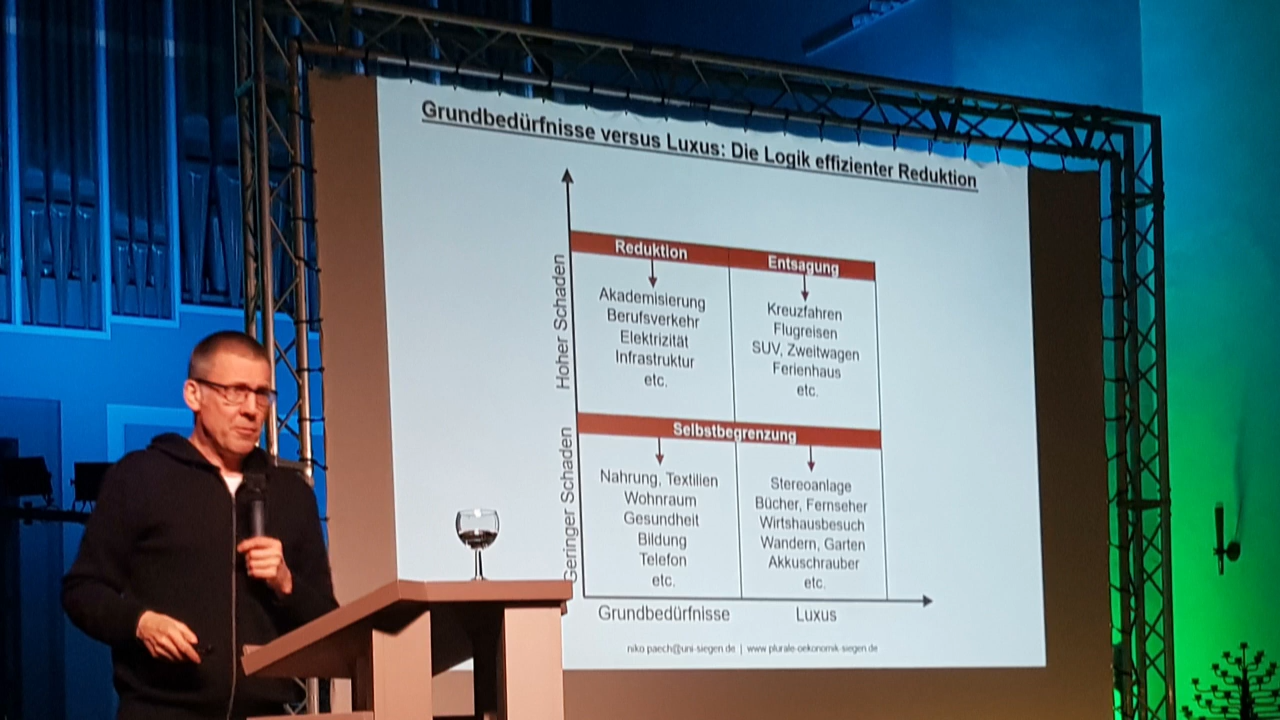 Grundbedürfnisse versus Luxus: Die Logik effizienter Reduktion
Hoher Schaden
Geringer Schaden
Reduktion
Akademisierung
Berufsverkehr
Elektrizität
Infrastruktur
etc.
Entsagung
Kreuzfahren
Flugreisen
SUV, Zweitwagen
Ferienhaus
etc.
Selbstbegrenzung
Nahrung, Textilien
Wohnraum
Gesundheit
Bildung
Telefon
etc.
Stereoanlage
Bücher, Fernseher
Wirtshausbesuch
Wandern, Garten
Akkuschrauber
etc.
Grundbedürfnisse
Luxus
niko.paech@uni-siegen.de | www.plurale-oekonomik-siegen.de